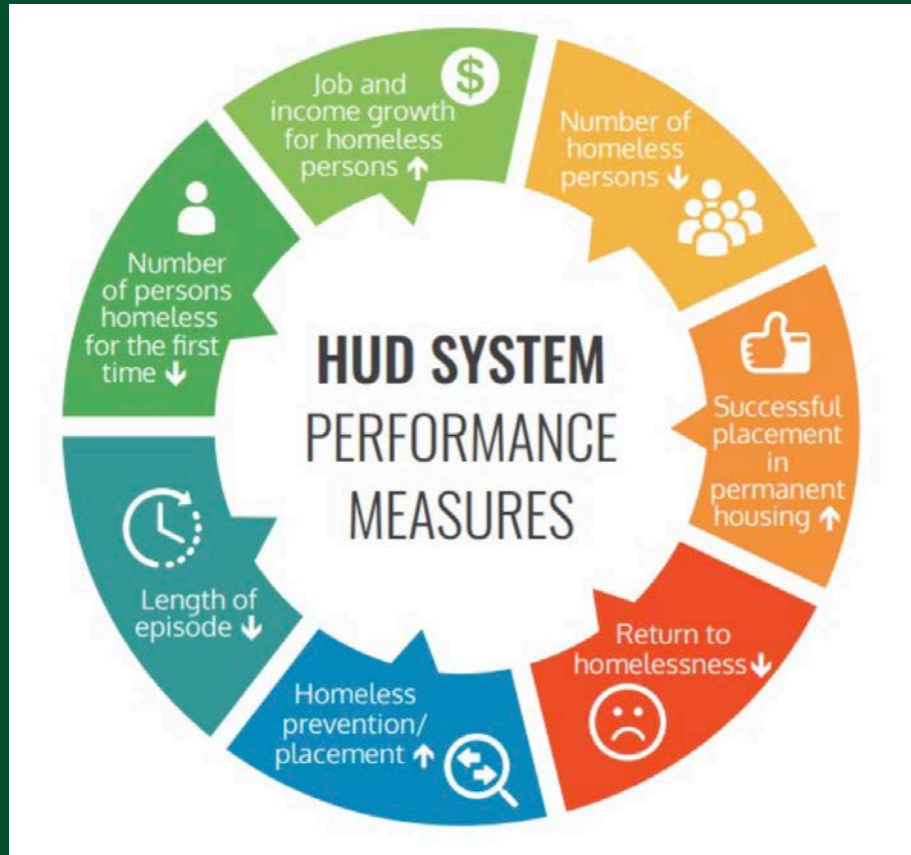 HUD SYSTEM
PERFORMANCE
MEASURES
Job and
income growth
for homeless
persons ↑
$
Number of
homeless
persons ↓
Successful
placement
in
permanent
housing ↑
Return to
homelessness ↓
Homeless
prevention/
placement ↑
Length of
episode ↓
Number
of persons
homeless
for the first
time ↓